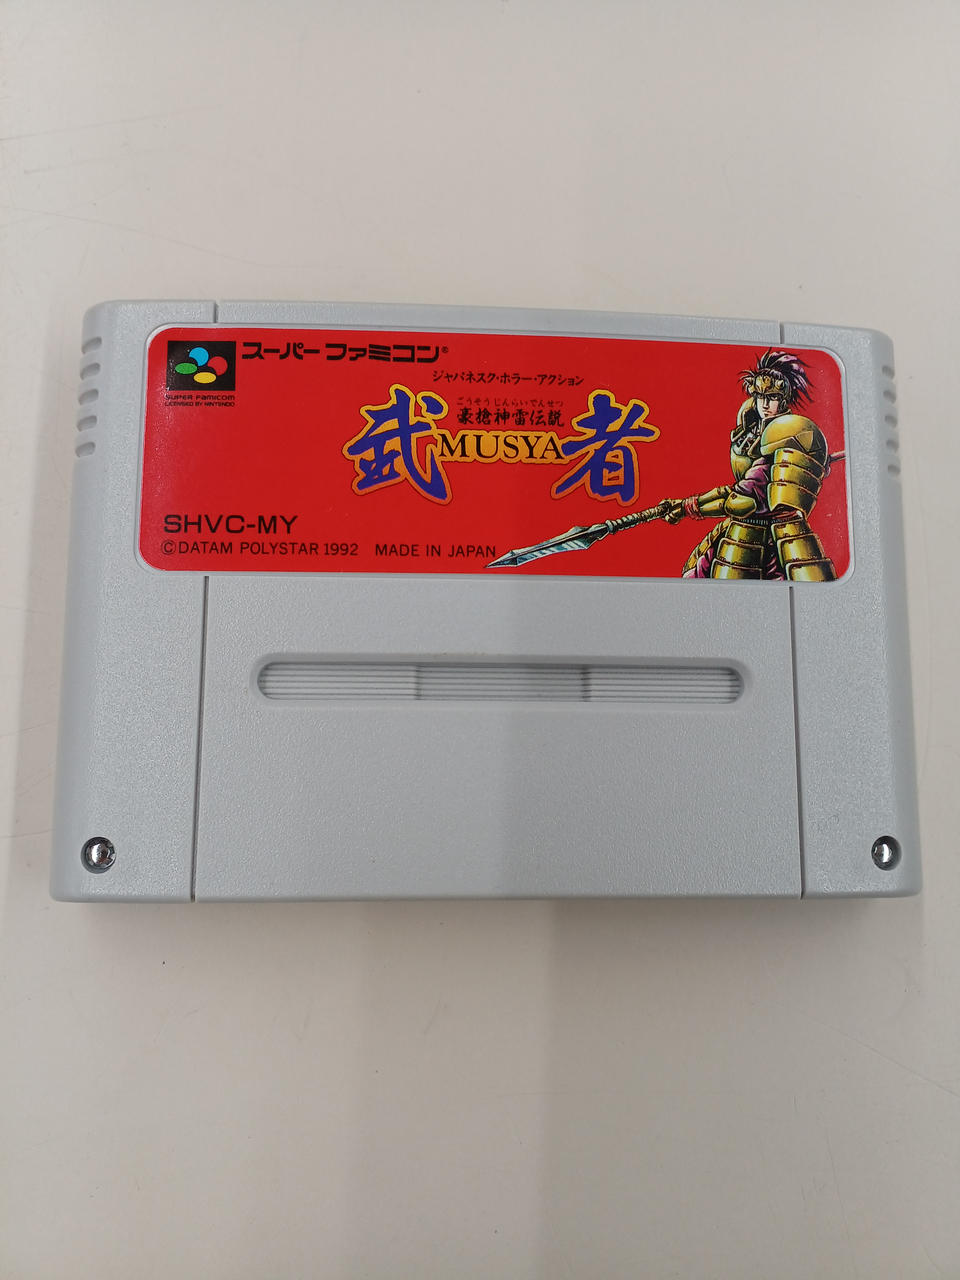 スーパーファミコン®
SUPER FAMICOM
LICENSED BY NINTENDO
ジャパネスク・ホラー・アクション
ごうそうじんらいでんせつ
豪槍神雷伝説
武者
MUSYA
SHVC-MY
©DATAM POLYSTAR 1992 MADE IN JAPAN